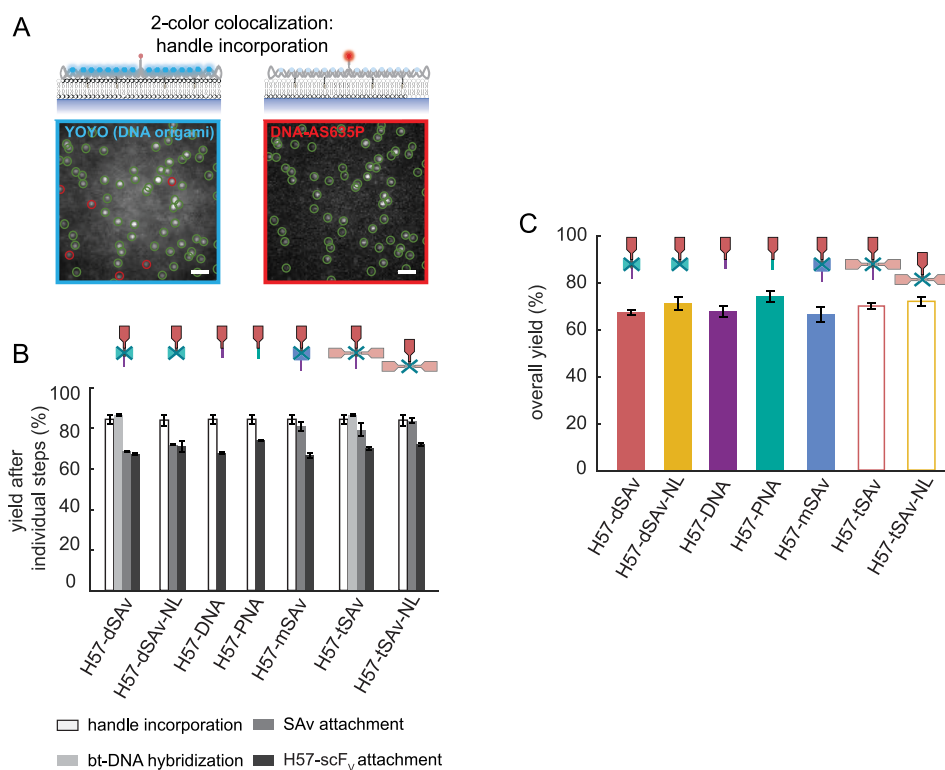 A
2-color colocalization:
handle incorporation
YOYO (DNA origami)
DNA-AS635P
B
yield after
individual steps (%)
100
80
60
40
20
0
H57-dSAv
H57-dSAv-NL
H57-DNA
H57-PNA
H57-mSAv
H57-tSAv
H57-tSAv-NL
handle incorporation
SAv attachment
bt-DNA hybridization
H57-scFv attachment
C
overall yield (%)
100
80
60
40
20
0
H57-dSAv
H57-dSAv-NL
H57-DNA
H57-PNA
H57-mSAv
H57-tSAv
H57-tSAv-NL